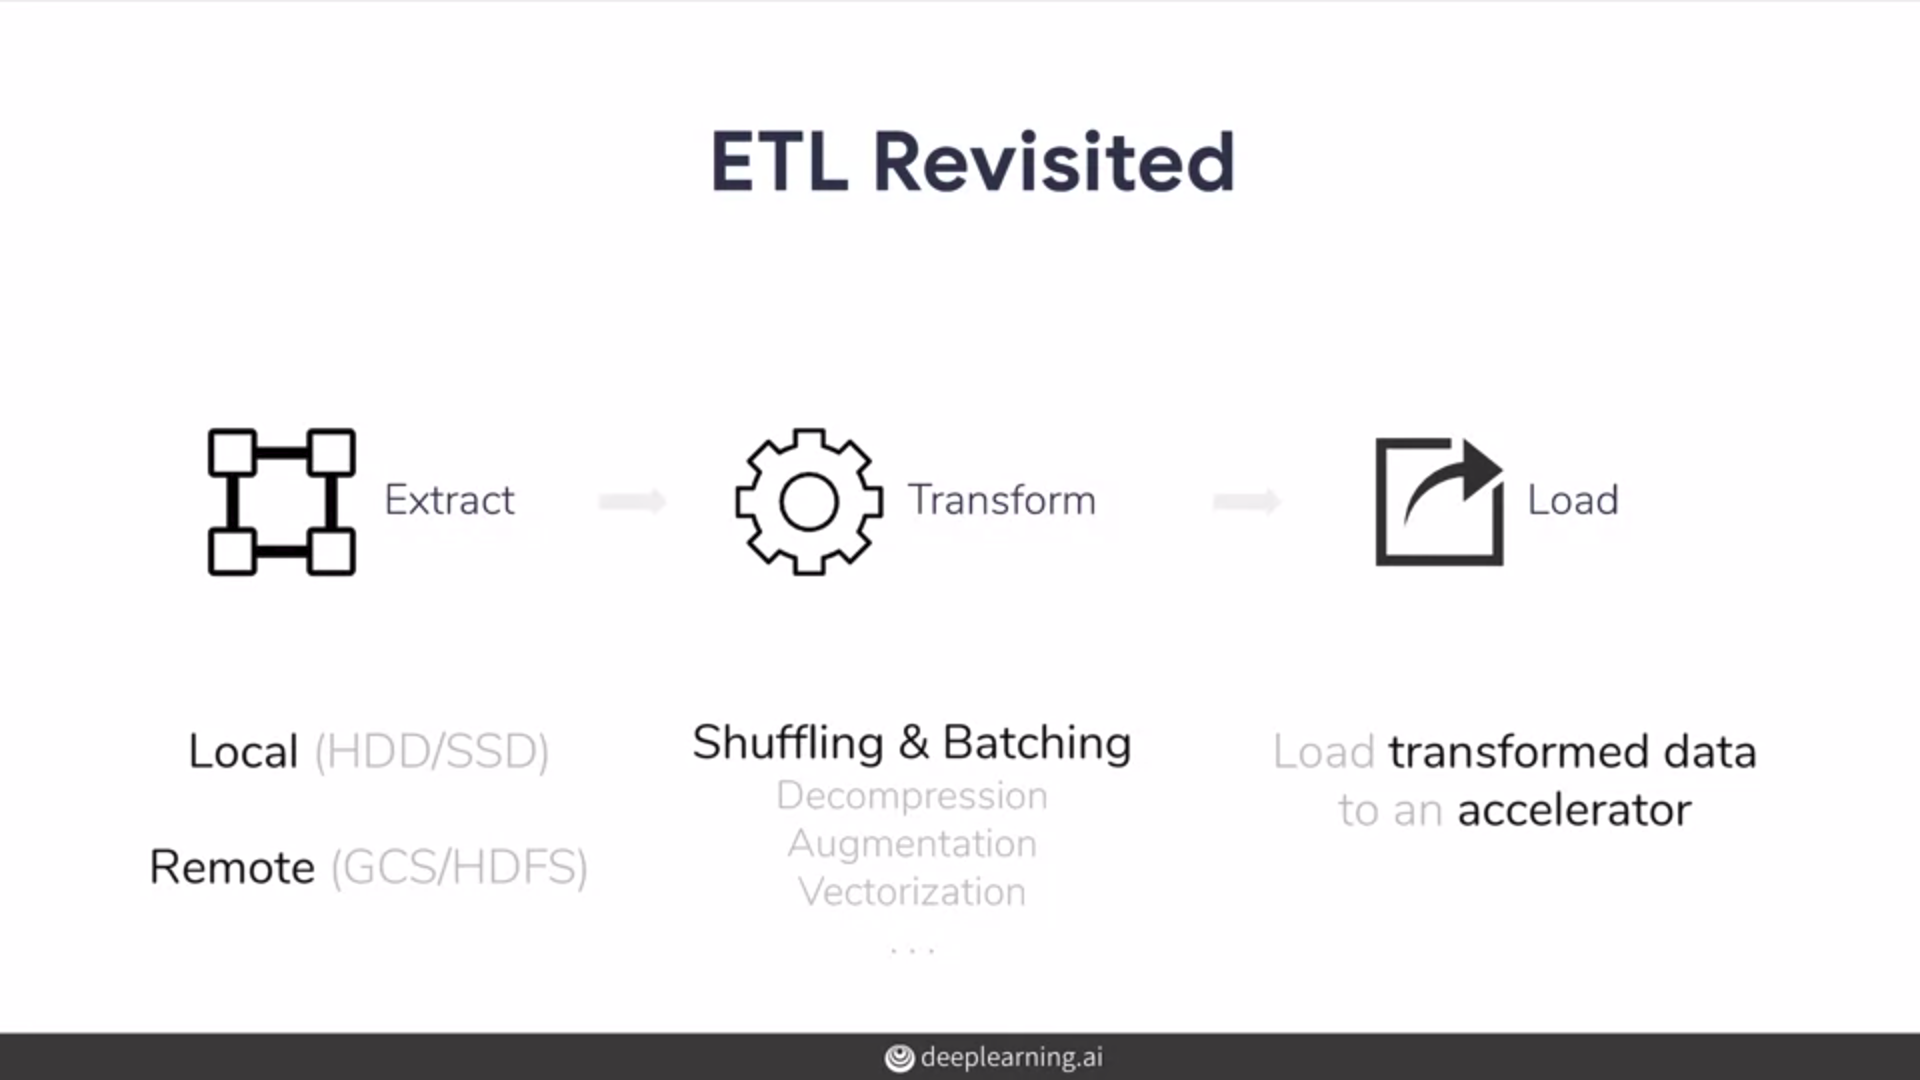 ETL Revisited
Extract
Transform
Load
Local (HDD/SSD)
Remote (GCS/HDFS)
Shuffling & Batching
Decompression
Augmentation
Vectorization
. . .
Load transformed data
to an accelerator
deeplearning.ai